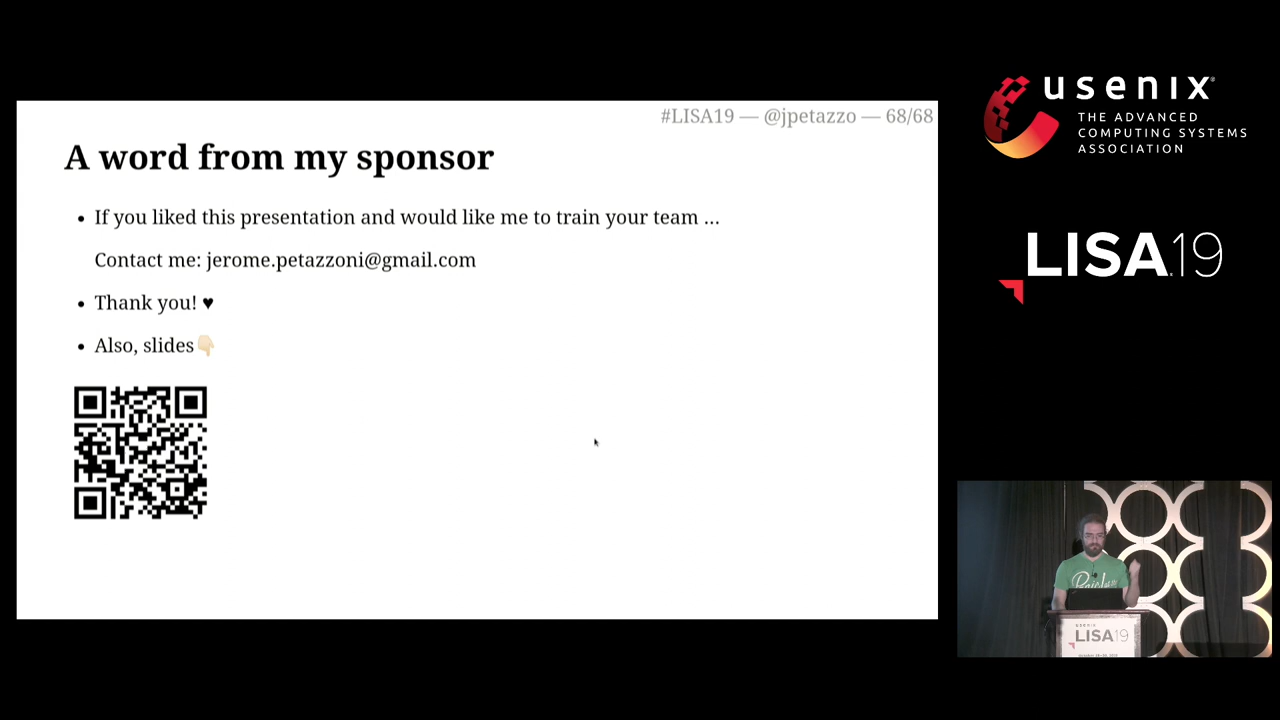 #LISA19 — @jpetazzo — 68/68
A word from my sponsor
• If you liked this presentation and would like me to train your team ...
Contact me: jerome.petazzoni@gmail.com
• Thank you! ♥
• Also, slides👇🏻
usenix
THE ADVANCED
COMPUTING SYSTEMS
ASSOCIATION
LISA19
usenix
LISA19